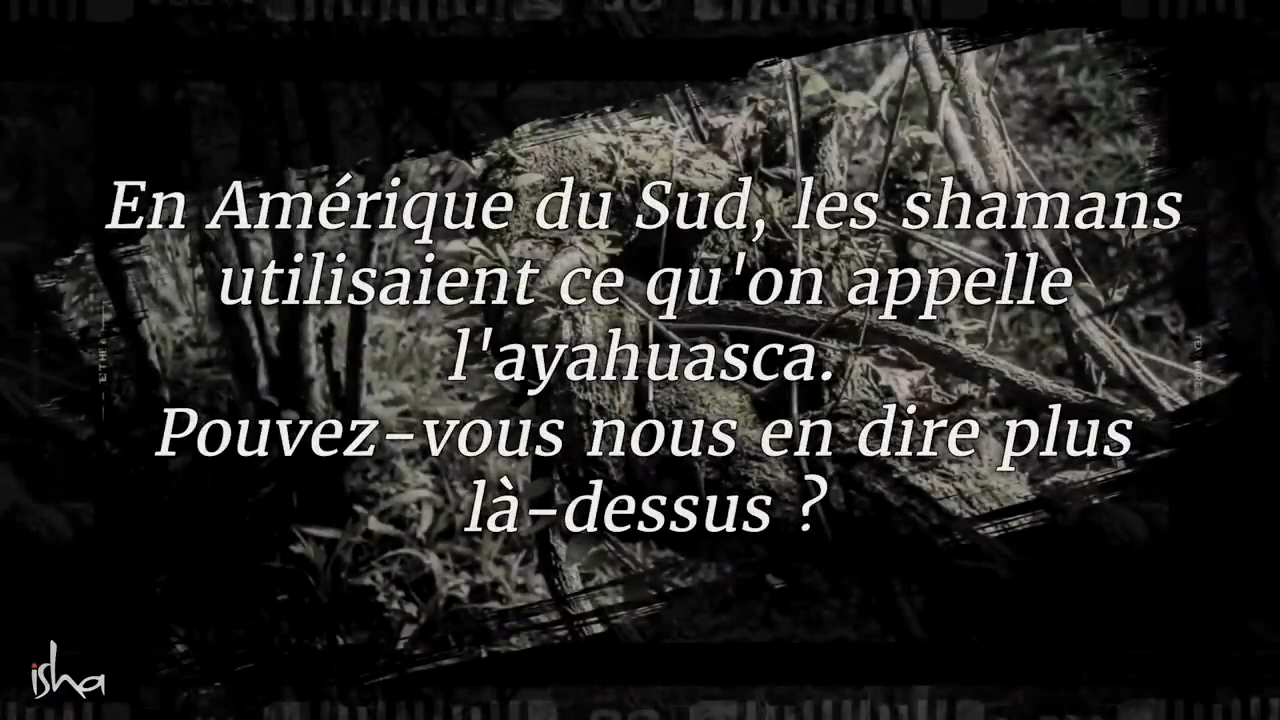 En Amérique du Sud, les shamans
utilisaient ce qu'on appelle
l'ayahuasca.
Pouvez-vous nous en dire plus
là-dessus ?
isha